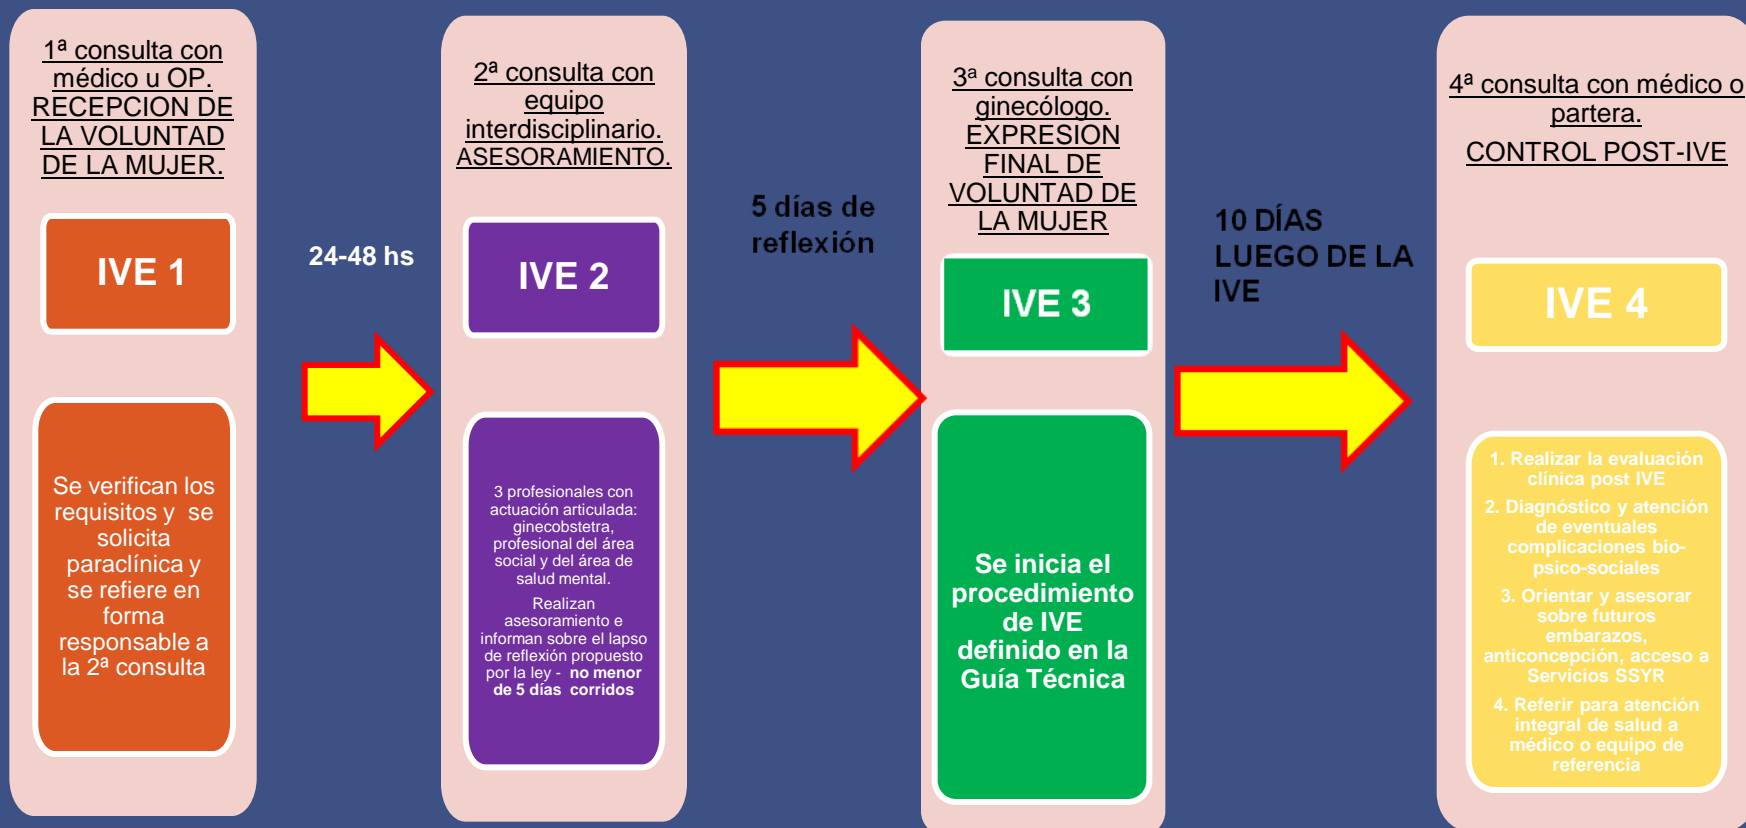 1ª consulta con
médico u OP.
RECEPCION DE
LA VOLUNTAD
DE LA MUJER.
IVE 1
Se verifican los
requisitos y se
solicita
paraclínica y
se refiere en
forma
responsable a
la 2ª consulta
24-48 hs
2ª consulta con
equipo
interdisciplinario.
ASESORAMIENTO.
IVE 2
3 profesionales con
actuación articulada:
ginecobstetra,
profesional del área
social y del área de
salud mental.
Realizan
asesoramiento e
informan sobre el lapso
de reflexión propuesto
por la ley - no menor
de 5 días corridos
5 días de
reflexión
3ª consulta con
ginecólogo.
EXPRESION
FINAL DE
VOLUNTAD DE
LA MUJER
IVE 3
Se inicia el
procedimiento
de IVE
definido en la
Guía Técnica
10 DÍAS
LUEGO DE LA
IVE
4ª consulta con médico o
partera.
CONTROL POST-IVE
IVE 4
1. Realizar la evaluación
clínica post IVE
2. Diagnóstico y atención
de eventuales
complicaciones bio-
psico-sociales
3. Orientar y asesorar
sobre futuros
embarazos,
anticoncepción, acceso a
Servicios SSYR
4. Referir para atención
integral de salud a
médico o equipo de
referencia